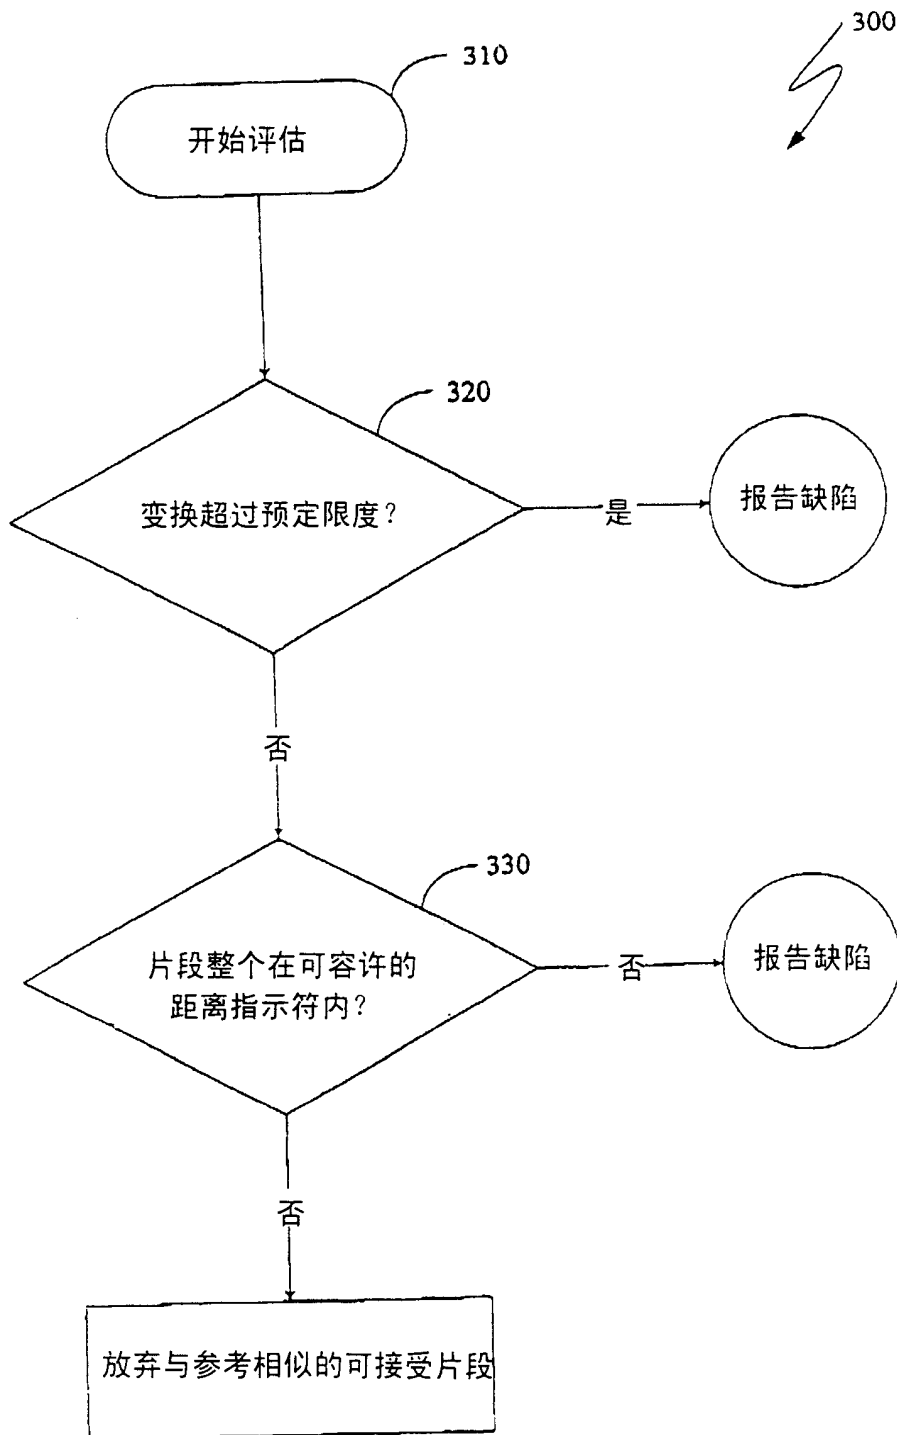 300
310
开始评估
320
变换超过预定限度？
是
报告缺陷
否
330
片段整个在可容许的
距离指示符内？
否
报告缺陷
否
放弃与参考相似的可接受片段